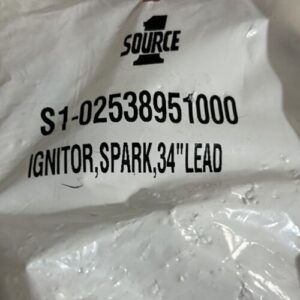 SOURCE 1
S1-02538951000
IGNITOR,SPARK,34"LEAD